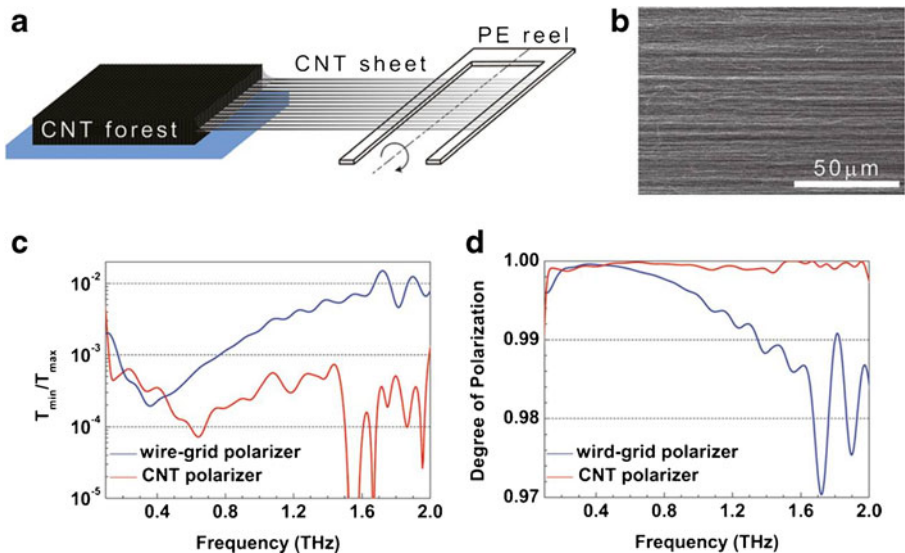 a
PE reel
CNT sheet
CNT forest
b
50μm
c
10⁻²
10⁻³
10⁻⁴
10⁻⁵
Tmin/Tmax
wire-grid polarizer
CNT polarizer
0.4 0.8 1.2 1.6 2.0
Frequency (THz)
d
1.00
0.99
0.98
0.97
Degree of Polarization
wird-grid polarizer
CNT polarizer
0.4 0.8 1.2 1.6 2.0
Frequency (THz)